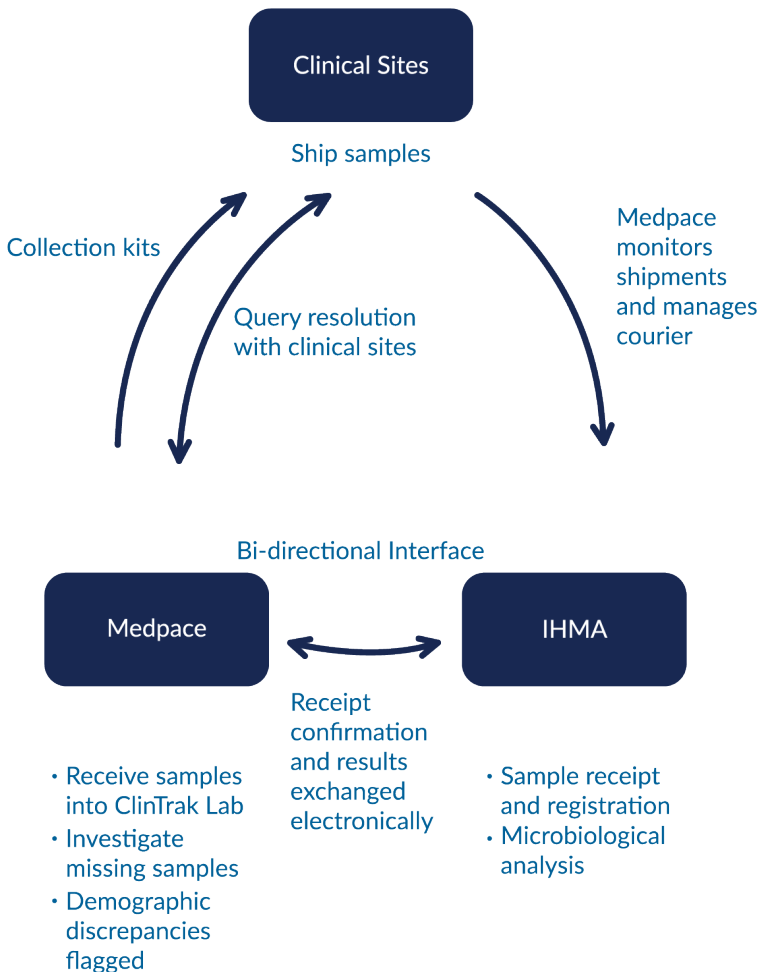 Clinical Sites
Ship samples
Collection kits
Medpace
monitors
shipments
and manages
courier
Query resolution
with clinical sites
Bi-directional Interface
Medpace
IHMA
Receipt
confirmation
and results
exchanged
electronically
• Receive samples
into ClinTrak Lab
• Investigate
missing samples
• Demographic
discrepancies
flagged
• Sample receipt
and registration
• Microbiological
analysis